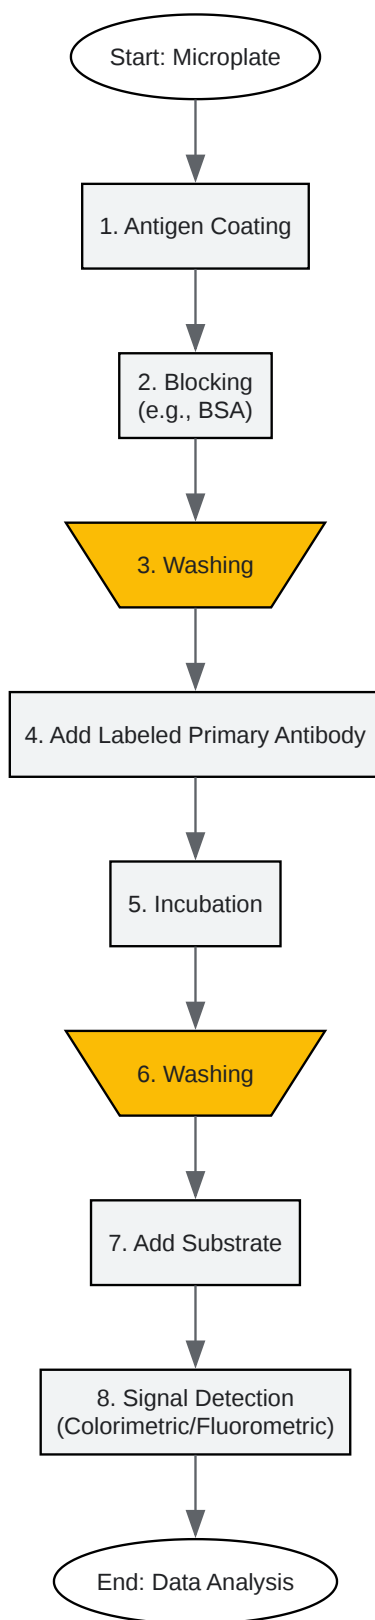 Start: Microplate
1. Antigen Coating
2. Blocking
(e.g., BSA)
3. Washing
4. Add Labeled Primary Antibody
5. Incubation
6. Washing
7. Add Substrate
8. Signal Detection
(Colorimetric/Fluorometric)
End: Data Analysis